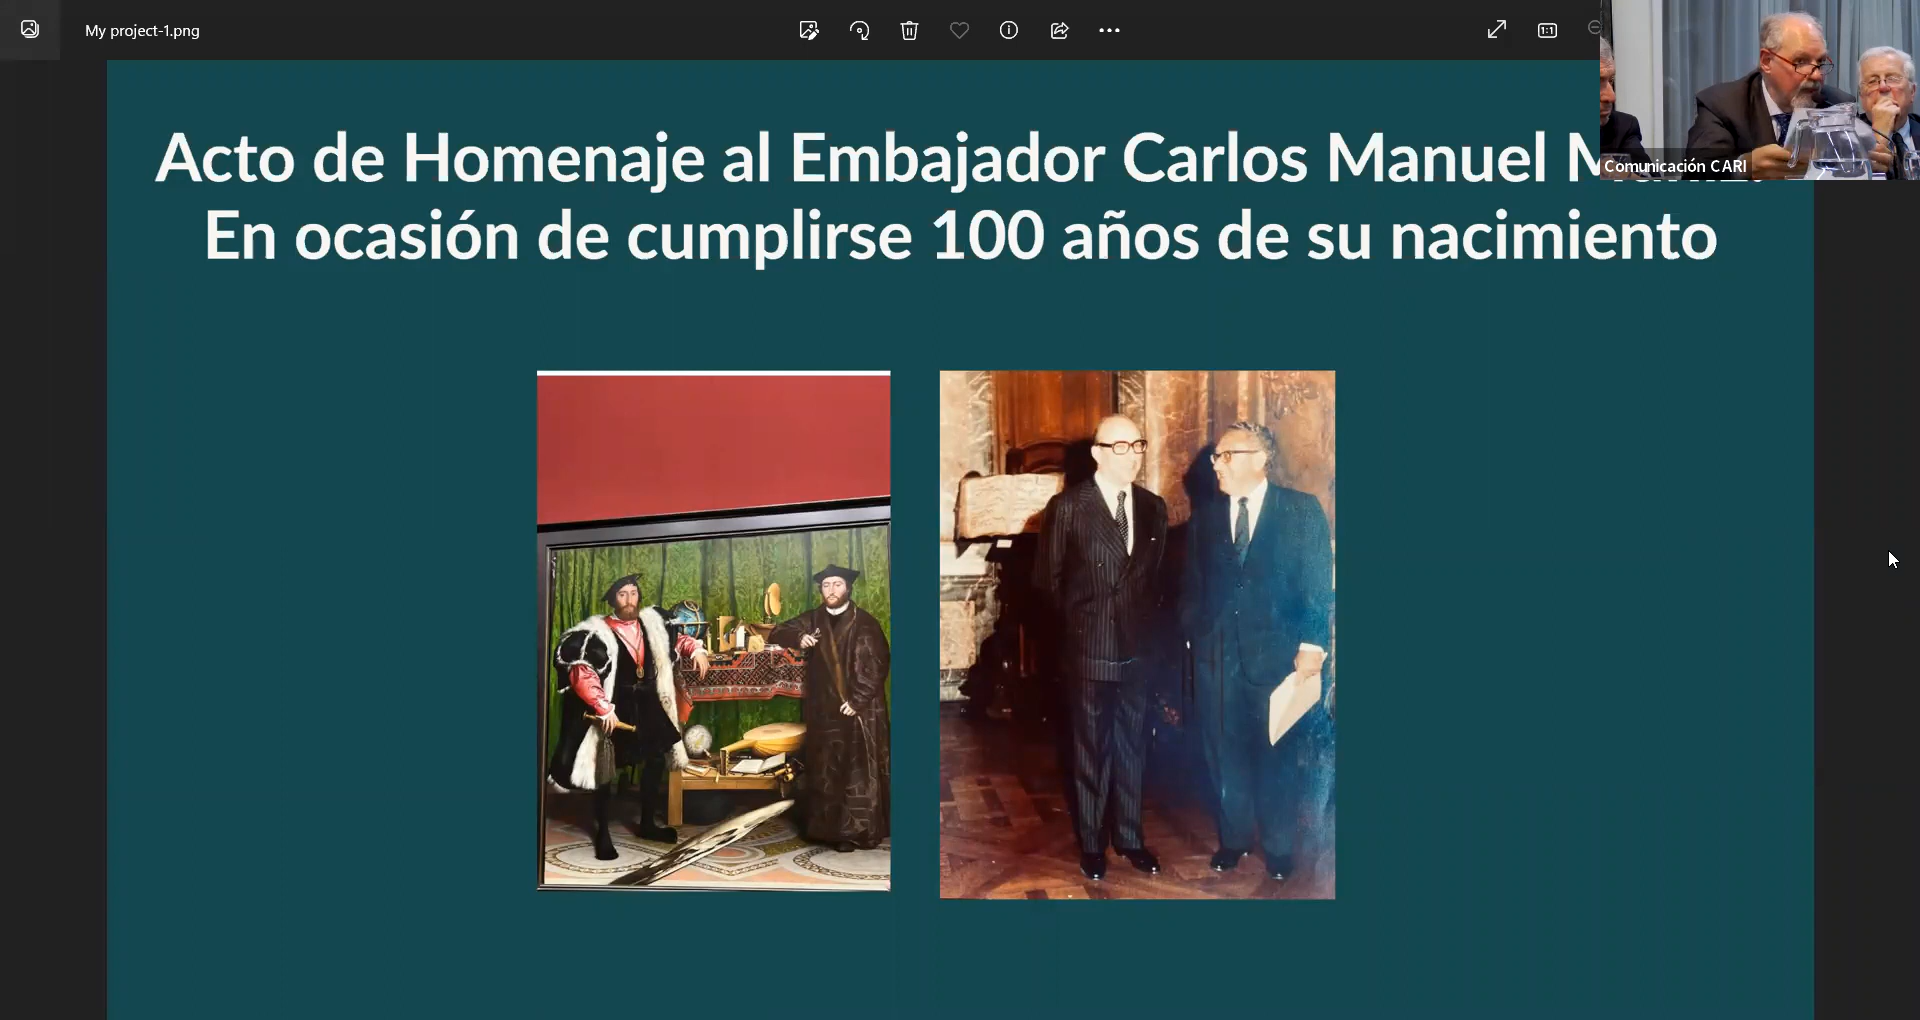 My project-1.png
Acto de Homenaje al Embajador Carlos Manuel
En ocasión de cumplirse 100 años de su nacimiento
Comunicación CARI